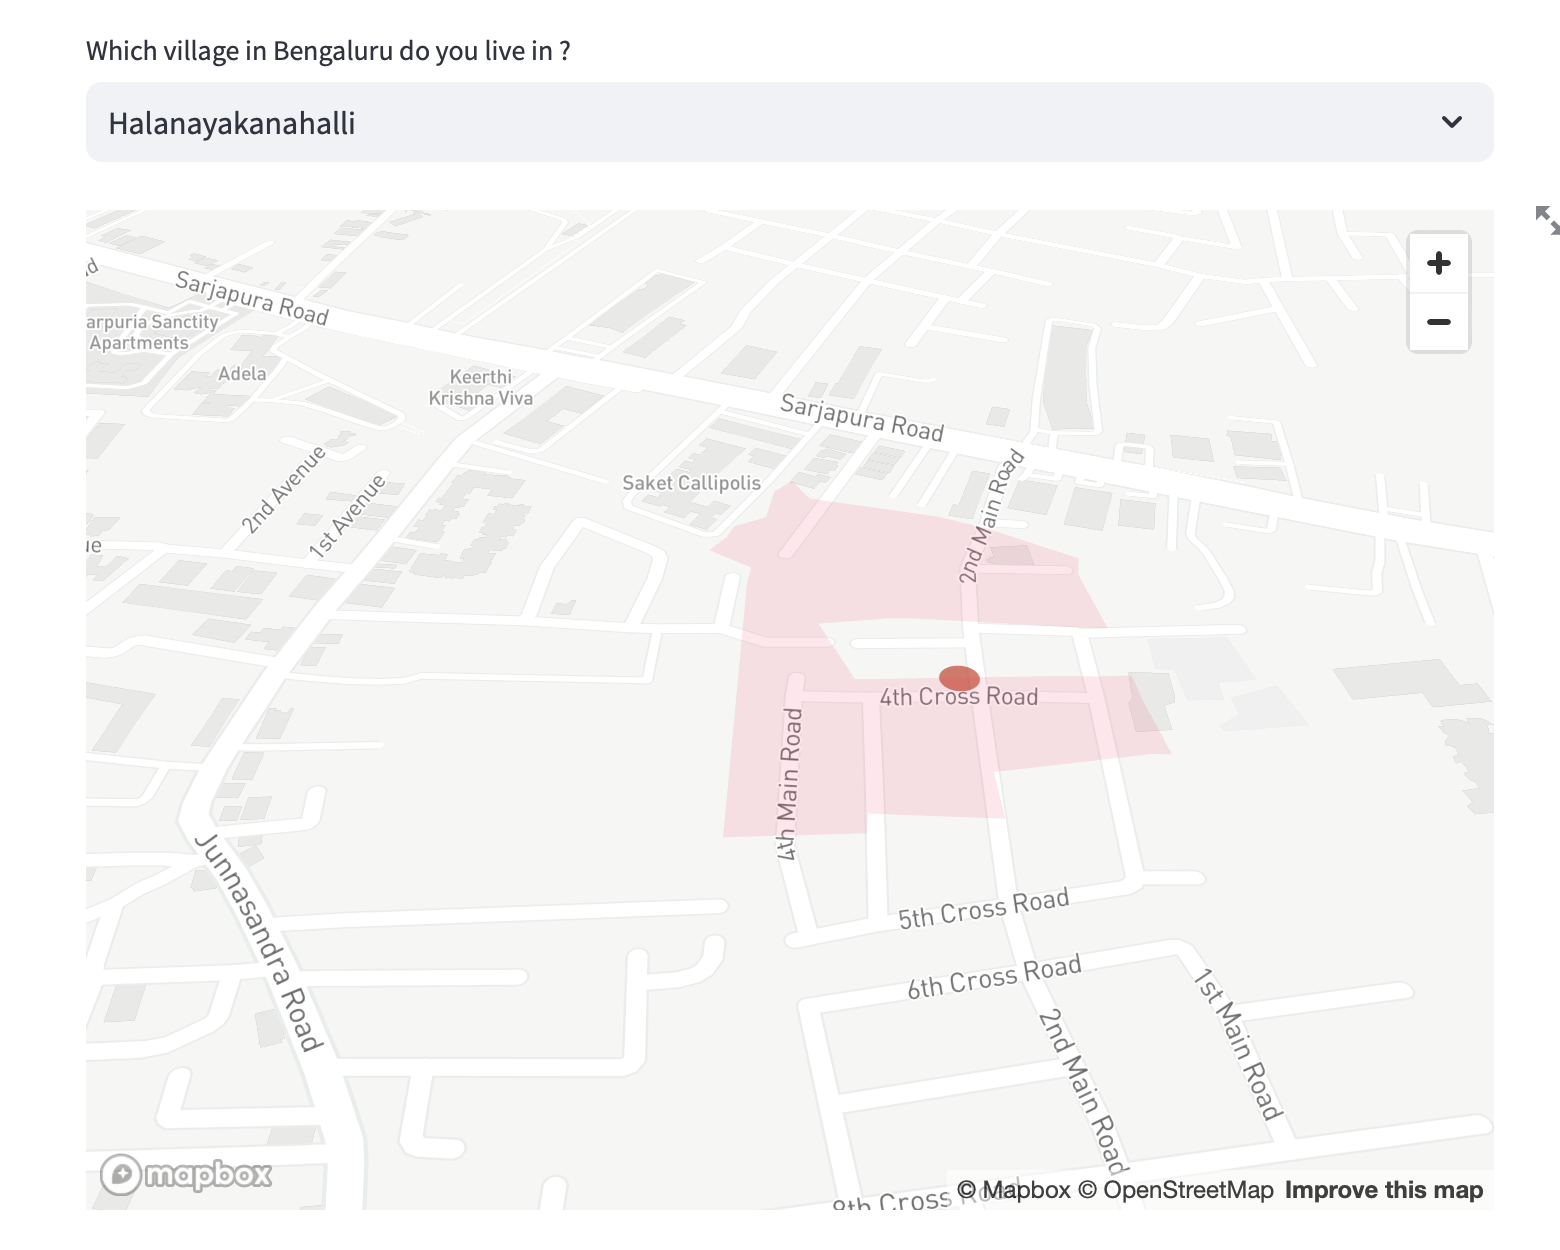 Which village in Bengaluru do you live in ?
Halanayakanahalli
Sarjapura Road
arpuria Sanctity
Apartments
Adela
Keerthi
Krishna Viva
Sarjapura Road
2nd Avenue
1st Avenue
Saket Callipolis
2nd Main Road
4th Cross Road
4th Main Road
Junnasandra Road
5th Cross Road
6th Cross Road
1st Main Road
2nd Main Road
8th Cross Road
mapbox
© Mapbox © OpenStreetMap Improve this map